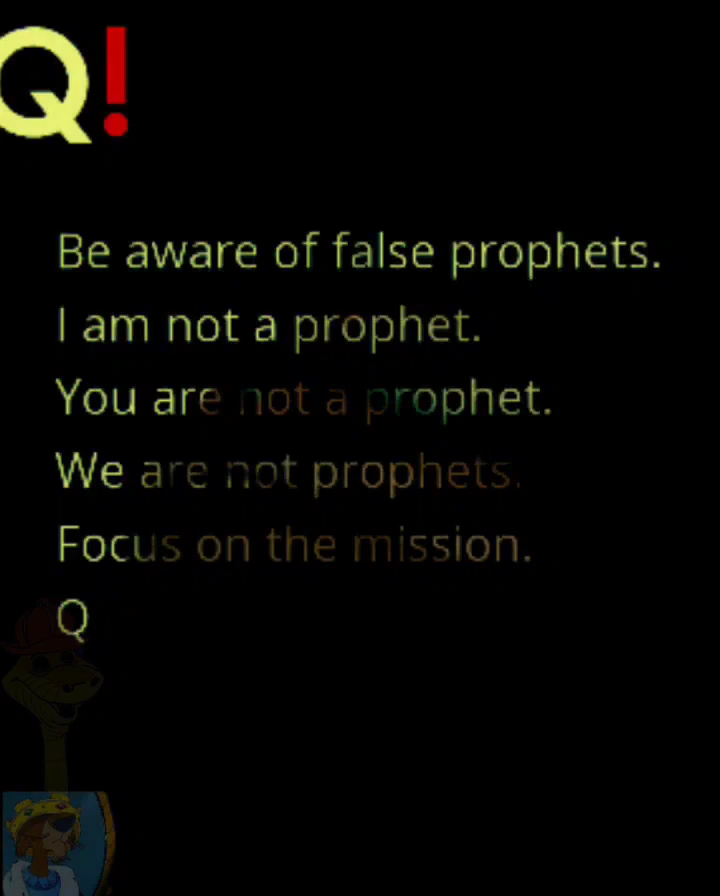 Q!
Be aware of false prophets.
I am not a prophet.
You are not a prophet.
We are not prophets.
Focus on the mission.
Q